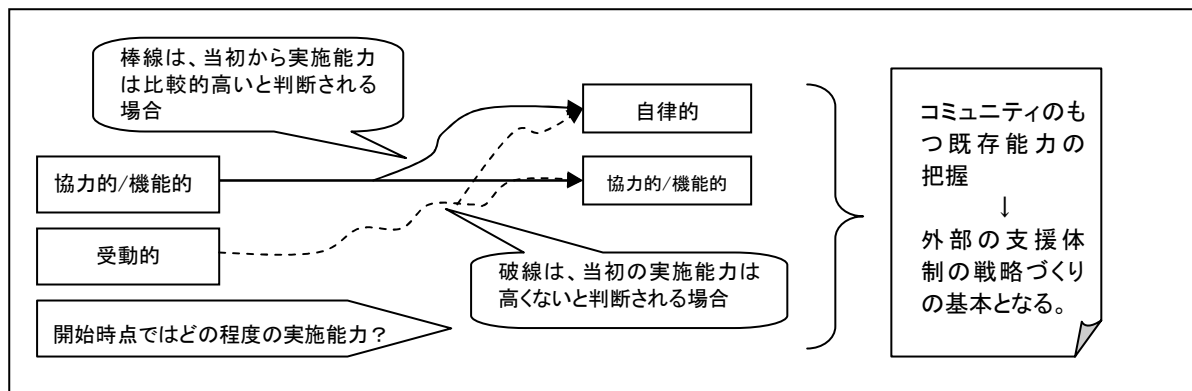 棒線は、当初から実施能力
は比較的高いと判断される
場合
自律的
協力的/機能的
協力的/機能的
受動的
破線は、当初の実施能力は
高くないと判断される場合
開始時点ではどの程度の実施能力？
コミュニティのも
つ既存能力の
把握
↓
外部の支援体
制の戦略づくり
の基本となる。